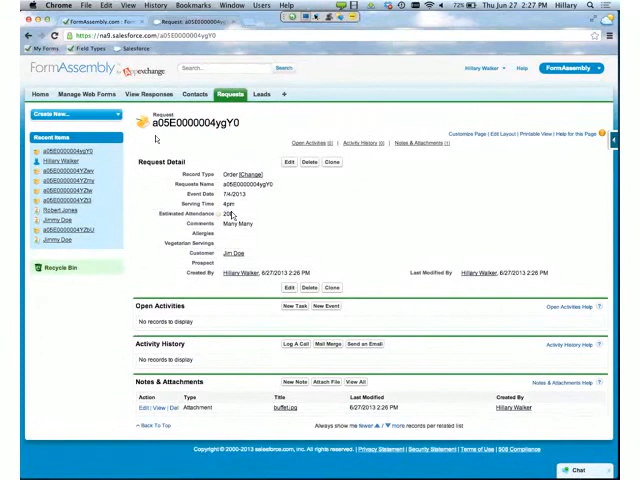 Chrome File Edit View History Bookmarks Window Users Help 72% Thu Jun 27 2:27 PM Hillary
FormAssembly.com Request: a05E0000004ygY0
https://na9.salesforce.com/a05E0000004ygY0
My Forms Field Types Salesforce
FormAssembly appexchange Search... Search Hillary Walker Help FormAssembly
Home Manage Web Forms View Responses Contacts Requests Leads +
Create New...
Recent Items
a05E0000004ygY0
Hillary Walker
Robert Jones
Jimmy Doe
Jimmy Doe
Recycle Bin
Request
a05E0000004ygY0
Customize Page | Edit Layout | Printable View | Help for this Page
Open Activities [0] | Activity History [0] | Notes & Attachments [1]
Request Detail Edit Delete Clone
Record Type Order [Change]
Requests Name a05E0000004ygY0
Event Date 7/4/2013
Serving Time 4pm
Estimated Attendance
Comments Many Many
Allergies
Vegetarian Servings
Customer Jim Doe
Prospect
Created By Hillary Walker, 6/27/2013 2:26 PM Last Modified By Hillary Walker, 6/27/2013 2:26 PM
Edit Delete Clone
Open Activities New Task New Event Open Activities Help ?
No records to display
Activity History Log A Call Mail Merge Send an Email Activity History Help ?
No records to display
Notes & Attachments New Note Attach File View All Notes & Attachments Help ?
Action Type Title Last Modified Created By
Edit | View | Del Attachment buffet.jpg 6/27/2013 2:26 PM Hillary Walker
Back To Top Always show me fewer / more records per related list
Copyright © 2000-2013 salesforce.com, inc. All rights reserved. | Privacy Statement | Security Statement | Terms of Use | 508 Compliance
Chat